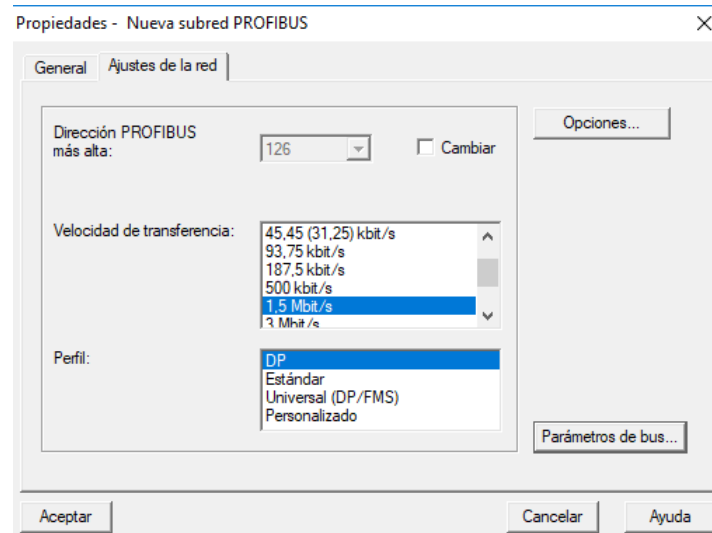 Propiedades - Nueva subred PROFIBUS
General
Ajustes de la red
Dirección PROFIBUS
más alta:
126
Cambiar
Opciones...
Velocidad de transferencia:
45,45 (31,25) kbit/s
93,75 kbit/s
187,5 kbit/s
500 kbit/s
1,5 Mbit/s
3 Mbit/s
Perfil:
DP
Estándar
Universal (DP/FMS)
Personalizado
Parámetros de bus...
Aceptar
Cancelar
Ayuda